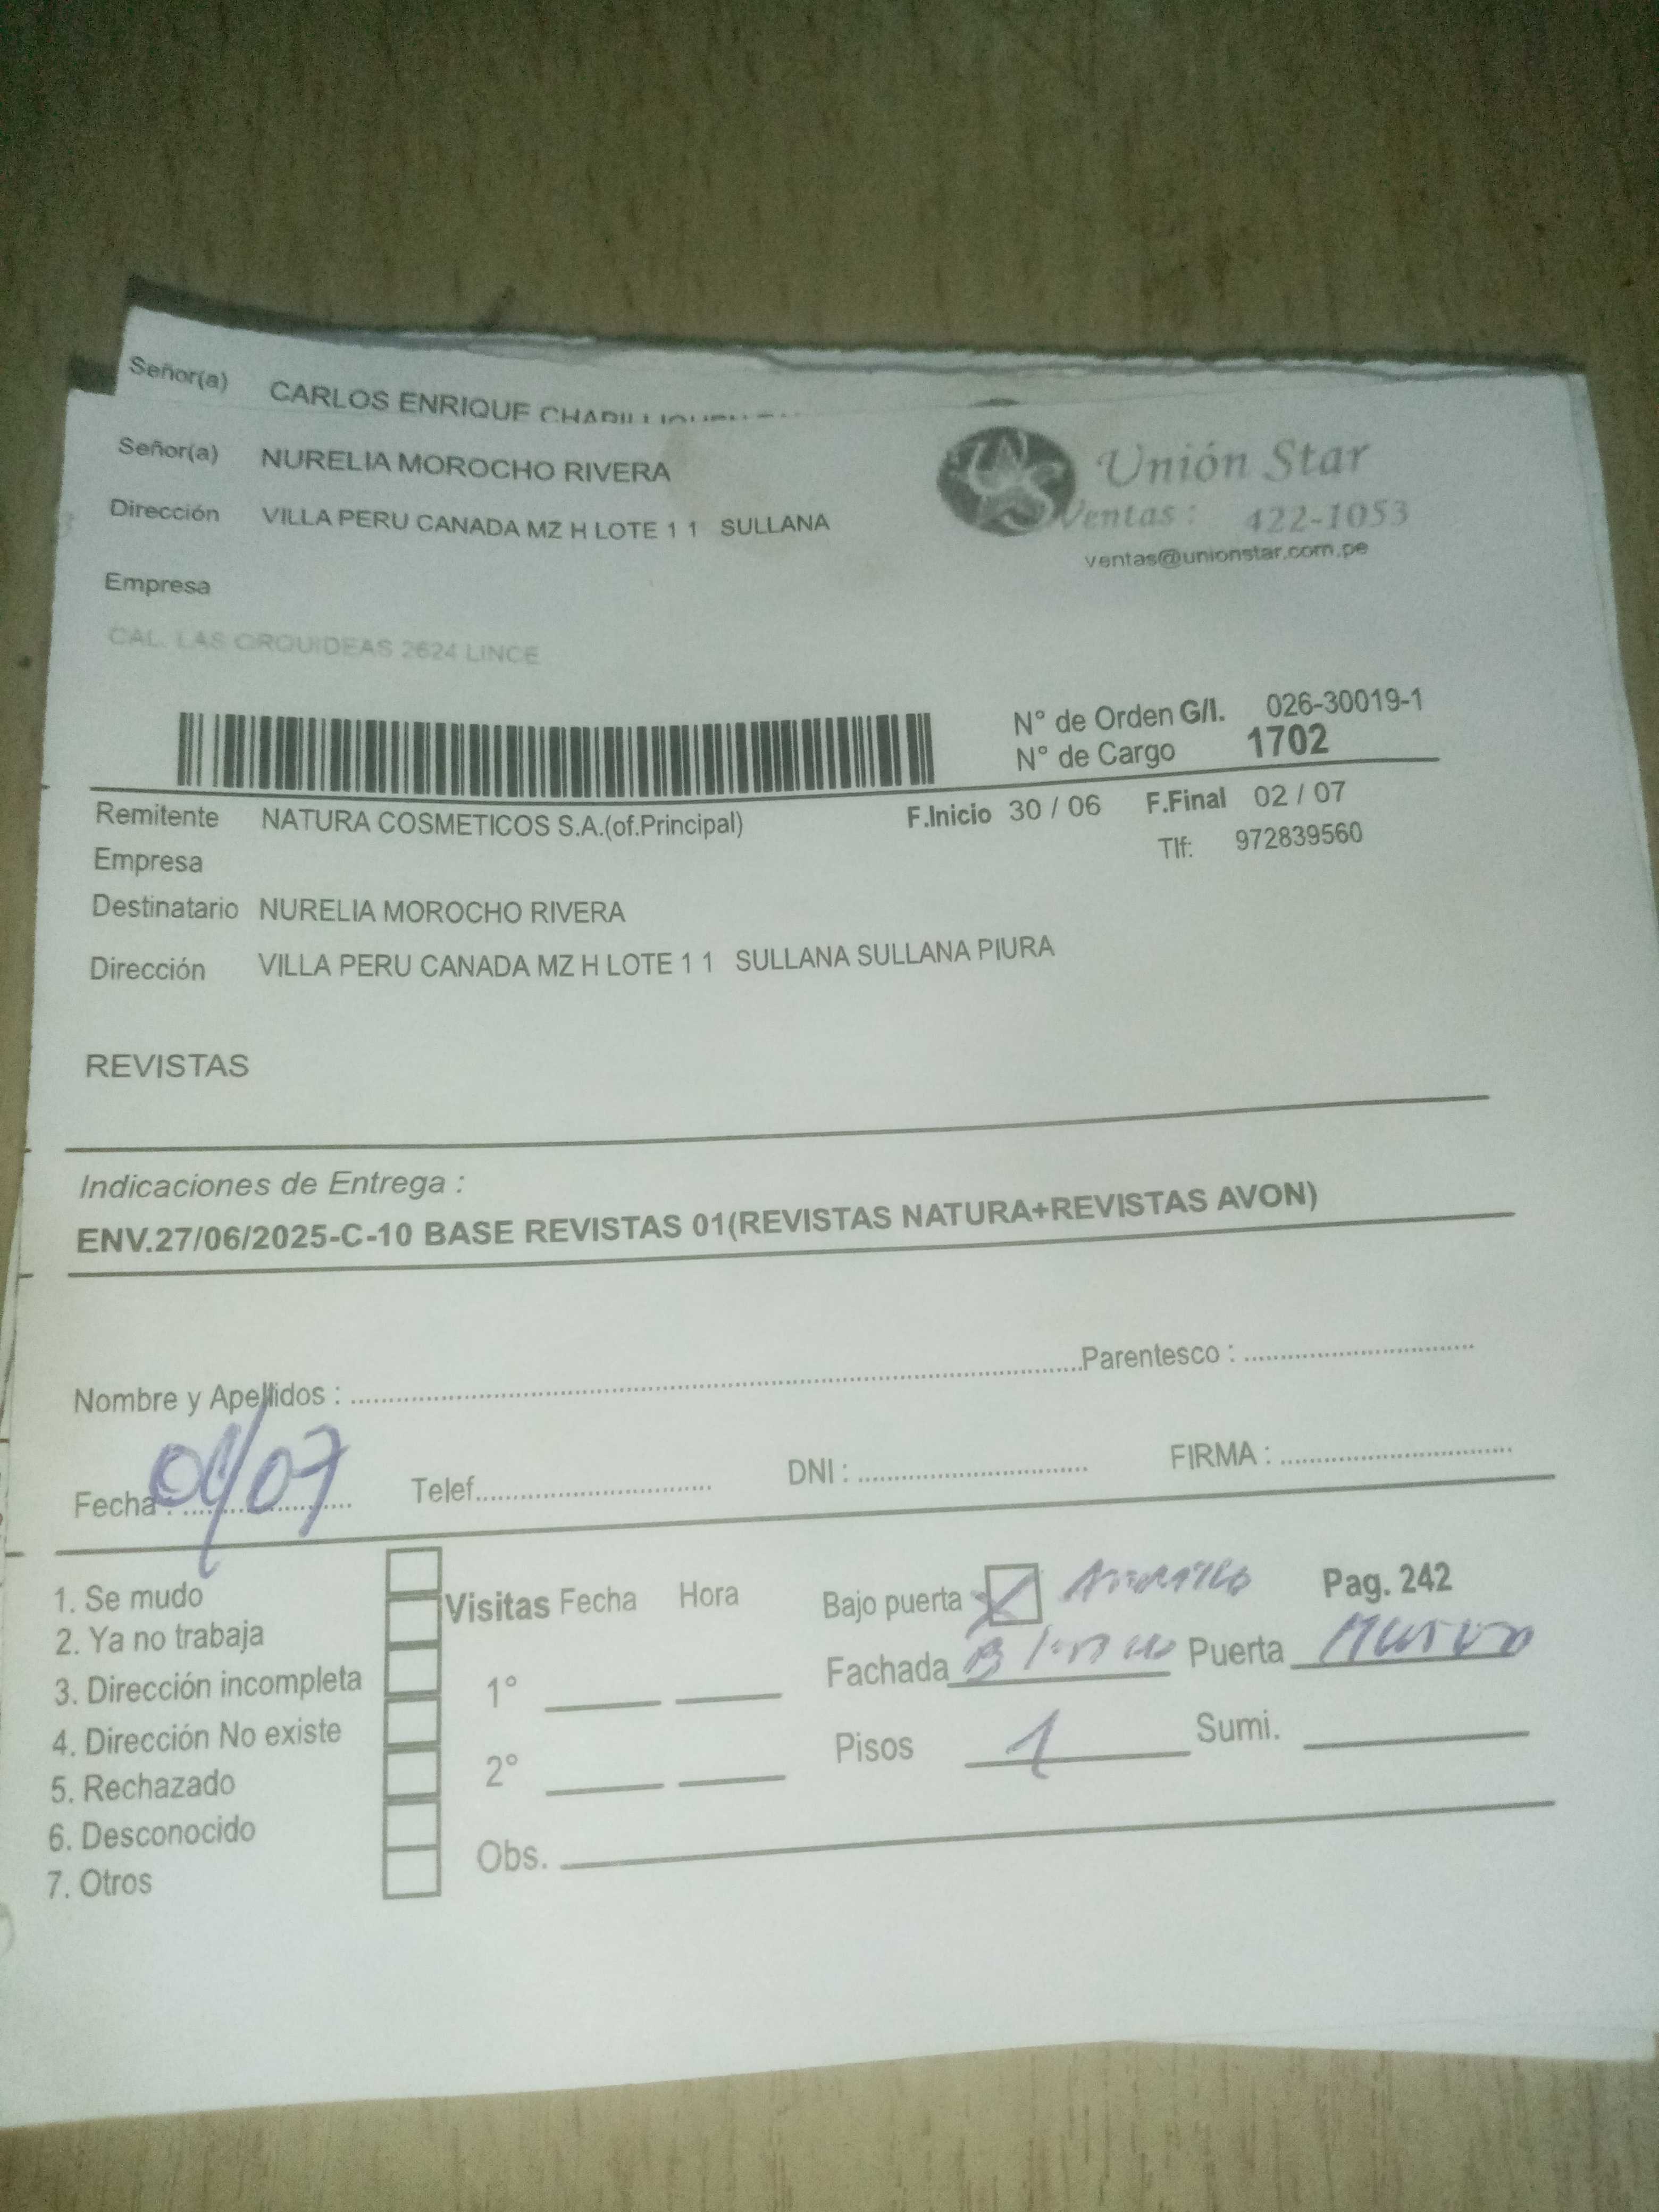 Señor(a) CARLOS ENRIQUE
Señor(a) NURELIA MOROCHO RIVERA
Unión Star
Dirección VILLA PERU CANADA MZ H LOTE 1 1 SULLANA
Ventas : 422-1053
ventas@unionstar.com.pe
Empresa
CAL. LAS ORQUIDEAS 2624 LINCE
N° de Orden G/I. 026-30019-1
N° de Cargo 1702
Remitente NATURA COSMETICOS S.A.(of.Principal) F.Inicio 30 / 06 F.Final 02 / 07
Empresa Tlf: 972839560
Destinatario NURELIA MOROCHO RIVERA
Dirección VILLA PERU CANADA MZ H LOTE 1 1 SULLANA SULLANA PIURA
REVISTAS
Indicaciones de Entrega :
ENV.27/06/2025-C-10 BASE REVISTAS 01(REVISTAS NATURA+REVISTAS AVON)
Nombre y Apellidos : Parentesco :
Fecha : 01/07 Telef. DNI : FIRMA :
1. Se mudo
2. Ya no trabaja
3. Dirección incompleta
4. Dirección No existe
5. Rechazado
6. Desconocido
7. Otros
Visitas Fecha Hora
1°
2°
Obs.
Bajo puerta X Pag. 242
Fachada Blanco Puerta
Pisos 1 Sumi.